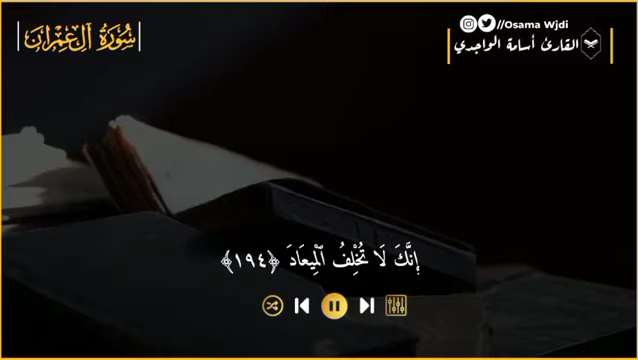 سُورَةُ آلِ عِمْرَانَ
//Osama Wjdi
القارئ أسامة الواجدي
إِنَّكَ لَا تُخْلِفُ ٱلْمِيعَادَ ﴿١٩٤﴾